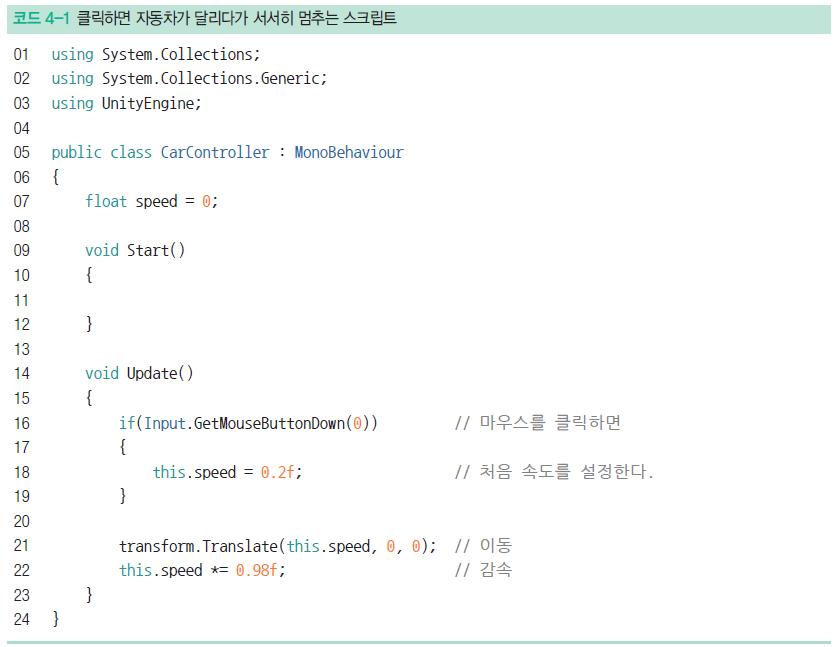 코드 4-1 클릭하면 자동차가 달리다가 서서히 멈추는 스크립트
01 using System.Collections;
02 using System.Collections.Generic;
03 using UnityEngine;
04
05 public class CarController : MonoBehaviour
06 {
07     float speed = 0;
08
09     void Start()
10     {
11
12     }
13
14     void Update()
15     {
16         if(Input.GetMouseButtonDown(0))         // 마우스를 클릭하면
17         {
18             this.speed = 0.2f;                  // 처음 속도를 설정한다.
19         }
20
21         transform.Translate(this.speed, 0, 0);  // 이동
22         this.speed *= 0.98f;                    // 감속
23     }
24 }